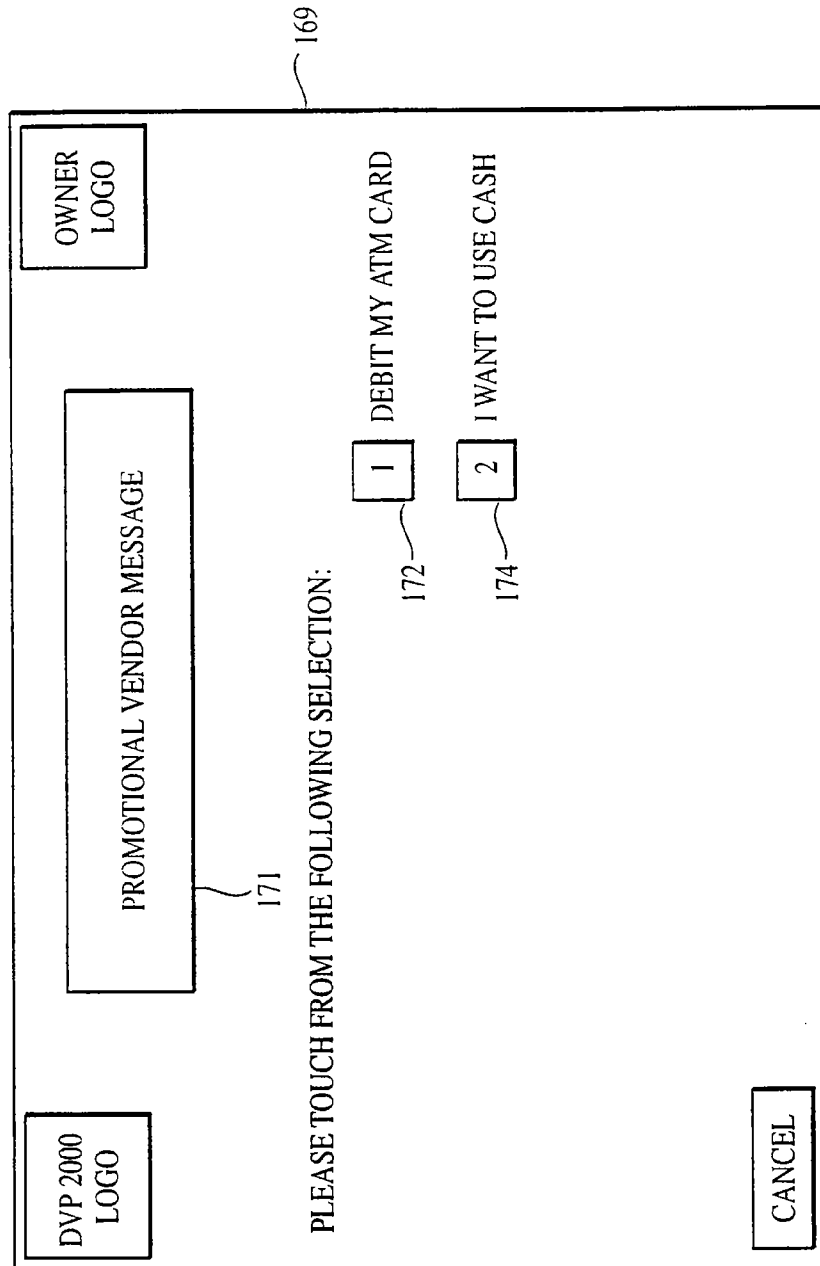 DVP 2000
LOGO
PROMOTIONAL VENDOR MESSAGE
OWNER
LOGO
169
171
PLEASE TOUCH FROM THE FOLLOWING SELECTION:
1 DEBIT MY ATM CARD
172
2 I WANT TO USE CASH
174
CANCEL